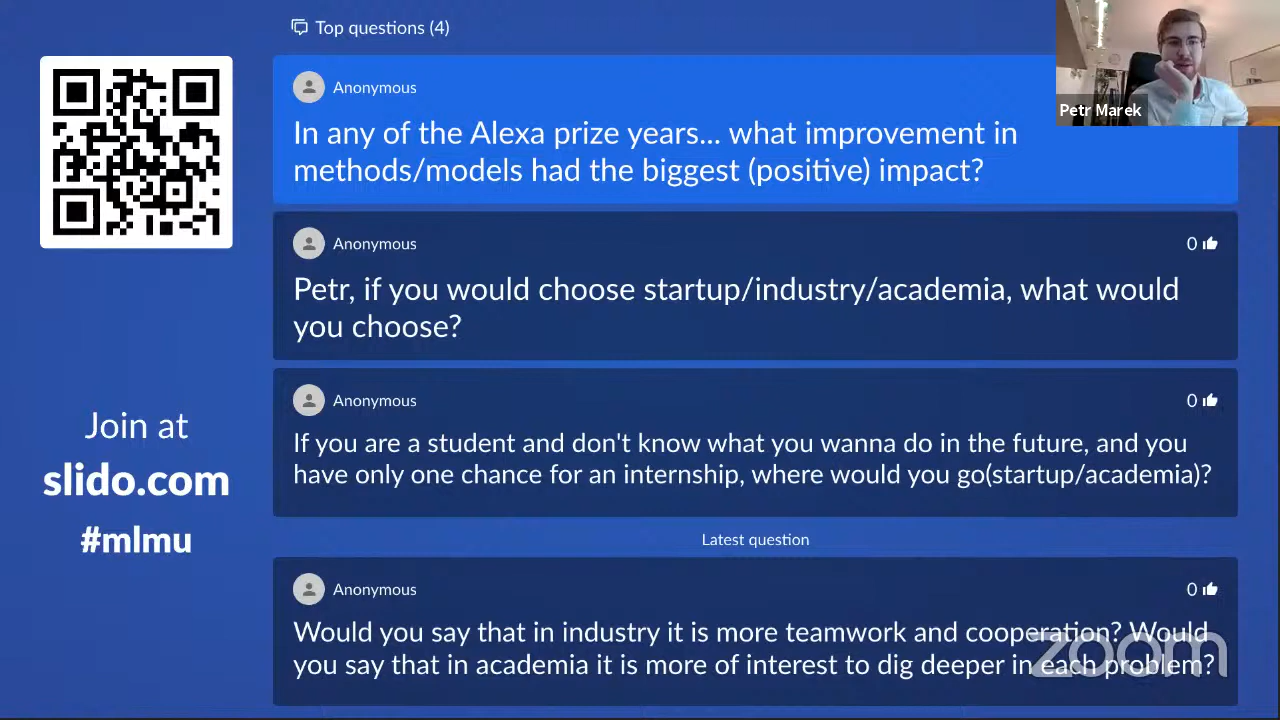 Top questions (4)
Anonymous
In any of the Alexa prize years... what improvement in
methods/models had the biggest (positive) impact?
Petr Marek
Anonymous
0
Petr, if you would choose startup/industry/academia, what would
you choose?
Anonymous
0
If you are a student and don't know what you wanna do in the future, and you
have only one chance for an internship, where would you go(startup/academia)?
Join at
slido.com
#mlmu
Latest question
Anonymous
0
Would you say that in industry it is more teamwork and cooperation? Would
you say that in academia it is more of interest to dig deeper in each problem?
zoom